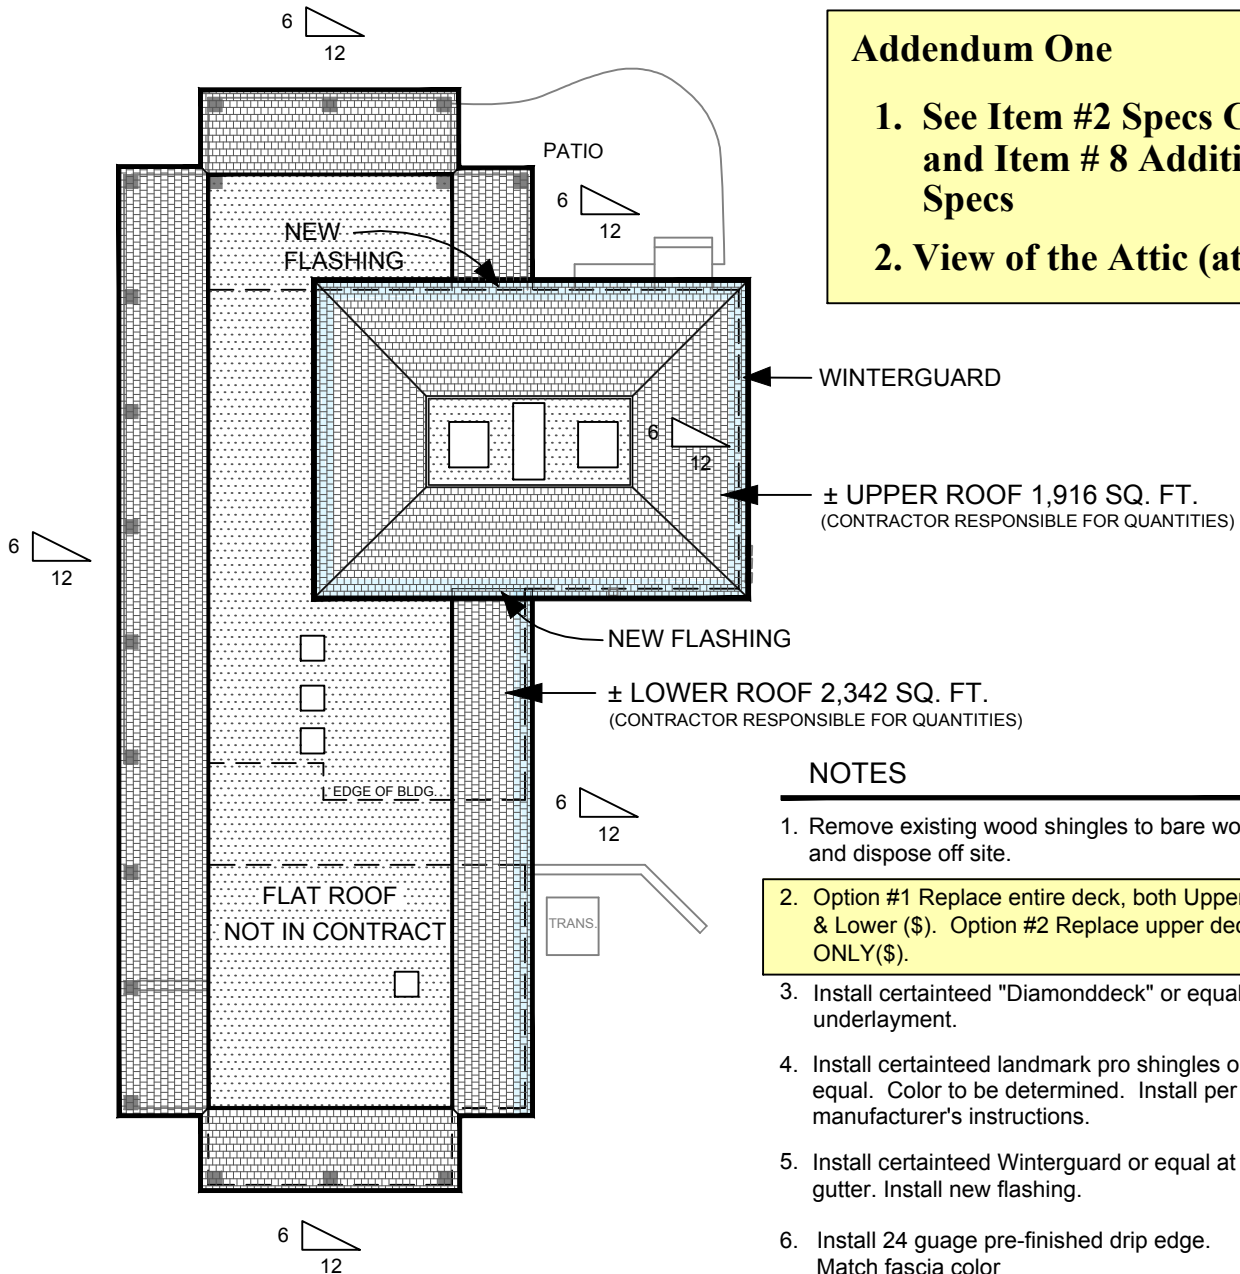 6
12
Addendum One
1. See Item #2 Specs
and Item # 8
Specs
2. View of the Attic
PATIO
6
12
NEW
FLASHING
WINTERGUARD
6
12
± UPPER ROOF 1,916 SQ. FT.
(CONTRACTOR RESPONSIBLE FOR QUANTITIES)
6
12
NEW FLASHING
± LOWER ROOF 2,342 SQ. FT.
(CONTRACTOR RESPONSIBLE FOR QUANTITIES)
EDGE OF BLDG.
6
12
FLAT ROOF
NOT IN CONTRACT
TRANS.
6
12
NOTES
1. Remove existing wood shingles to bare
and dispose off site.
2. Option #1 Replace entire deck, both Upper
& Lower ($). Option #2 Replace upper
ONLY($).
3. Install certainteed "Diamonddeck" or equal
underlayment.
4. Install certainteed landmark pro shingles
equal. Color to be determined. Install per
manufacturer's instructions.
5. Install certainteed Winterguard or equal at
gutter. Install new flashing.
6. Install 24 guage pre-finished drip edge.
Match fascia color